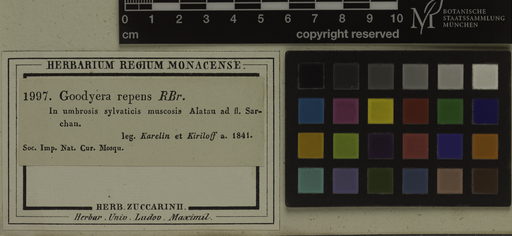 0 1 2 3 4 5 6 7 8 9 10
cm
copyright reserved
BOTANISCHE
STAATSSAMMLUNG
MÜNCHEN
HERBARIUM REGIUM MONACENSE.
1997. Goodyera repens RBr.
In umbrosis sylvaticis muscosis Alatau ad fl. Sar-
chan.
leg. Karelin et Kiriloff a. 1841.
Soc. Imp. Nat. Cur. Mosqu.
HERB. ZUCCARINII.
Herbar. Univ. Ludov. Maximil.